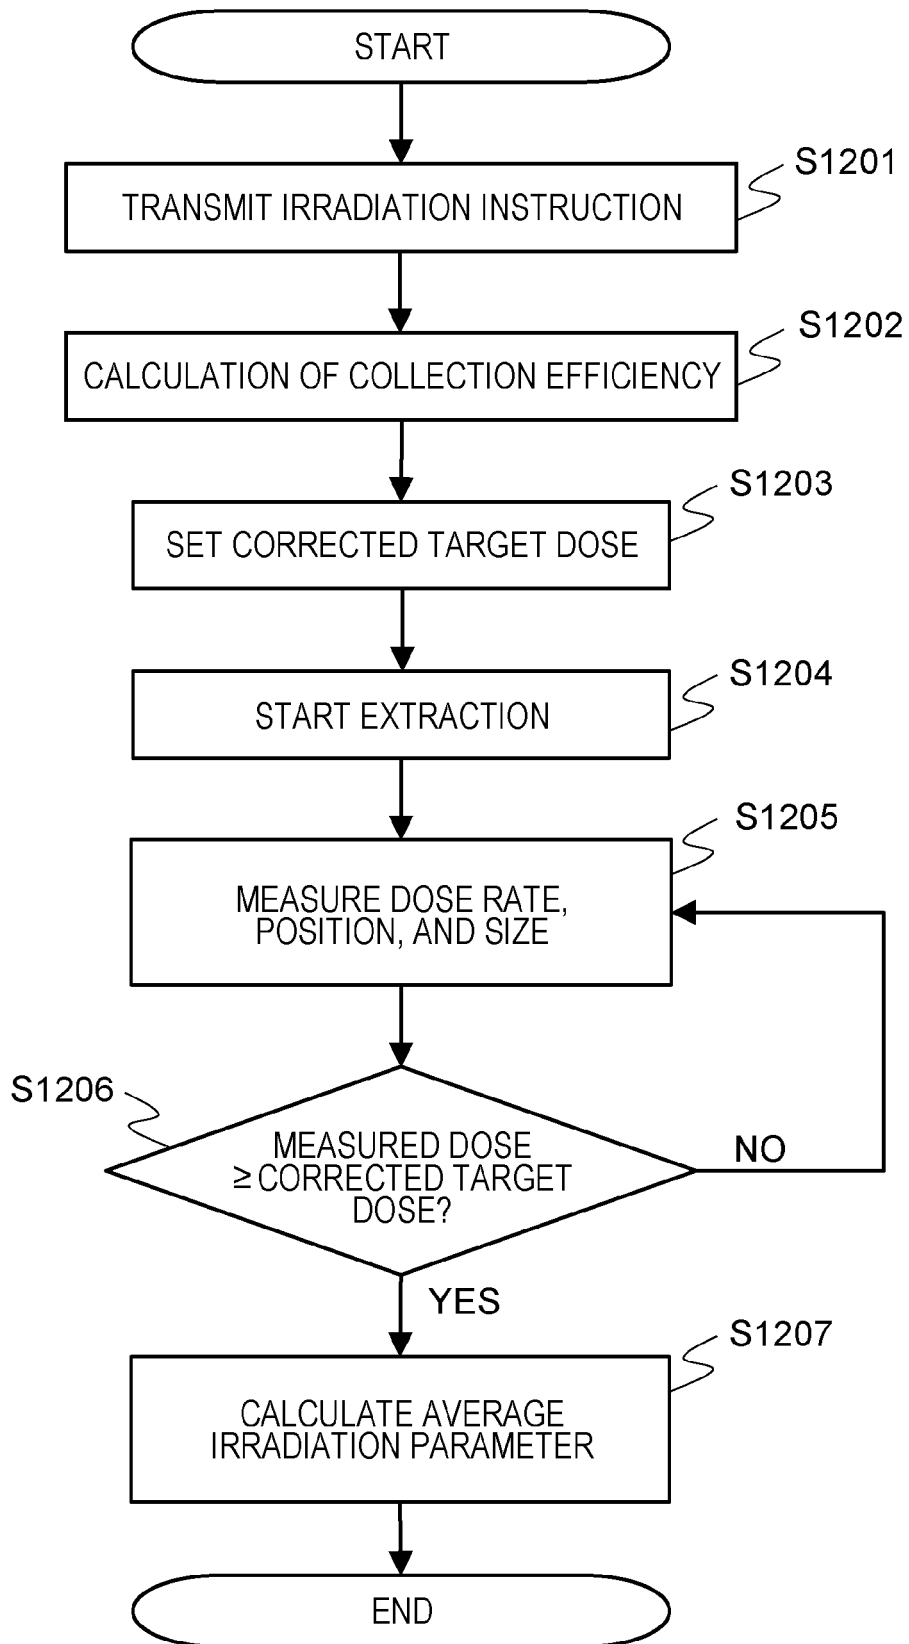 START
S1201
TRANSMIT IRRADIATION INSTRUCTION
S1202
CALCULATION OF COLLECTION EFFICIENCY
S1203
SET CORRECTED TARGET DOSE
S1204
START EXTRACTION
S1205
MEASURE DOSE RATE,
POSITION, AND SIZE
S1206
MEASURED DOSE
≥ CORRECTED TARGET
DOSE?
NO
YES
S1207
CALCULATE AVERAGE
IRRADIATION PARAMETER
END